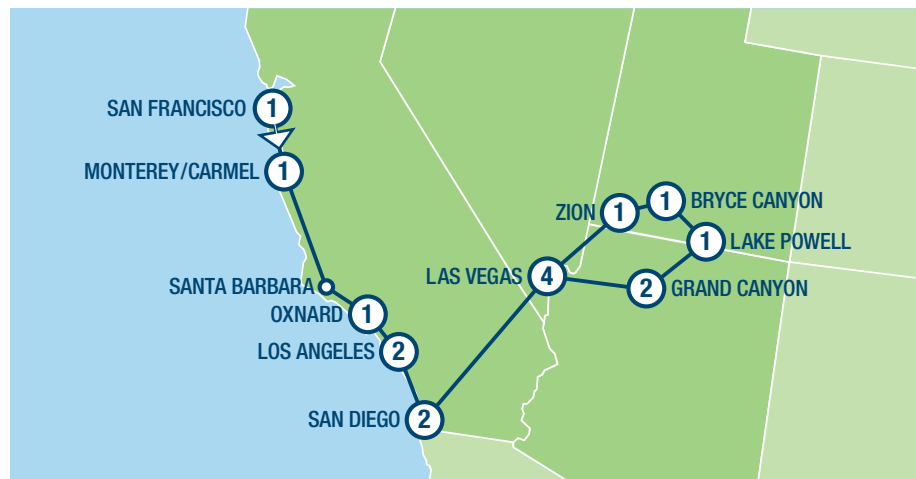 SAN FRANCISCO 1
MONTEREY/CARMEL 1
ZION 1
1 BRYCE CANYON
1 LAKE POWELL
LAS VEGAS 4
2 GRAND CANYON
SANTA BARBARA
OXNARD 1
LOS ANGELES 2
SAN DIEGO 2